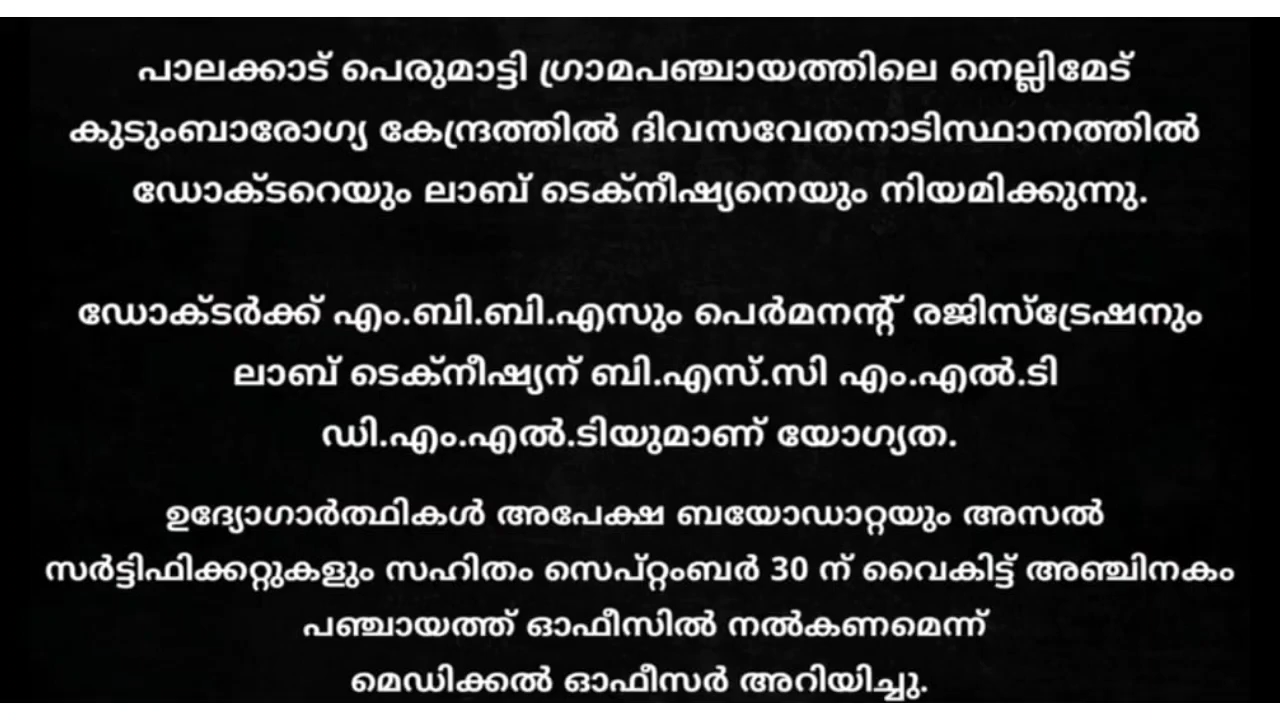 പാലക്കാട് പെരുമാട്ടി ഗ്രാമപഞ്ചായത്തിലെ നെല്ലിമേട്
കുടുംബാരോഗ്യ കേന്ദ്രത്തിൽ ദിവസവേതനാടിസ്ഥാനത്തിൽ
ഡോക്ടറെയും ലാബ് ടെക്നീഷ്യനെയും നിയമിക്കുന്നു.
ഡോക്ടർക്ക് എം.ബി.ബി.എസും പെർമനന്റ് രജിസ്ട്രേഷനും
ലാബ് ടെക്നീഷ്യന് ബി.എസ്.സി എം.എൽ.ടി
ഡി.എം.എൽ.ടിയുമാണ് യോഗ്യത.
ഉദ്യോഗാർത്ഥികൾ അപേക്ഷ ബയോഡാറ്റയും അസൽ
സർട്ടിഫിക്കറ്റുകളും സഹിതം സെപ്റ്റംബർ 30 ന് വൈകിട്ട് അഞ്ചിനകം
പഞ്ചായത്ത് ഓഫീസിൽ നൽകണമെന്ന്
മെഡിക്കൽ ഓഫീസർ അറിയിച്ചു.